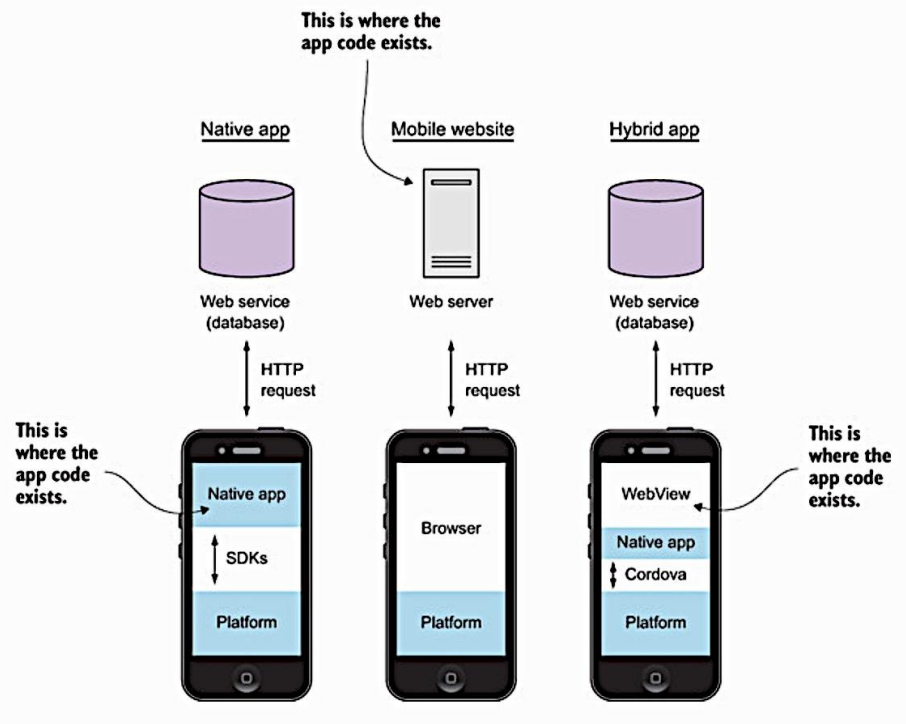 This is where the
app code exists.
Native app
Mobile website
Hybrid app
Web service
(database)
Web server
Web service
(database)
HTTP
request
HTTP
request
HTTP
request
This is
where the
app code
exists.
Native app
SDKs
Platform
Browser
Platform
WebView
Native app
Cordova
Platform
This is
where the
app code
exists.